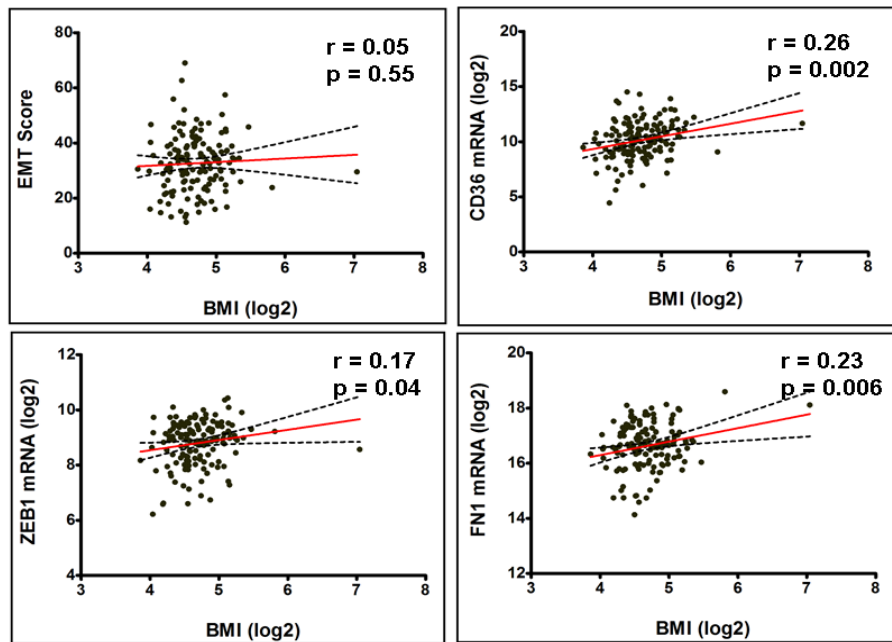 r = 0.05
p = 0.55
EMT Score
80
60
40
20
0
3 4 5 6 7 8
BMI (log2)
r = 0.26
p = 0.002
CD36 mRNA (log2)
20
15
10
5
0
3 4 5 6 7 8
BMI (log2)
r = 0.17
p = 0.04
ZEB1 mRNA (log2)
12
10
8
6
4
3 4 5 6 7 8
BMI (log2)
r = 0.23
p = 0.006
FN1 mRNA (log2)
20
18
16
14
12
3 4 5 6 7 8
BMI (log2)